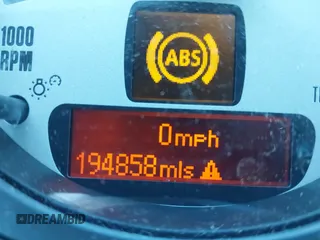 1000
RPM
ABS
0mph
194858mls
DREAMBID